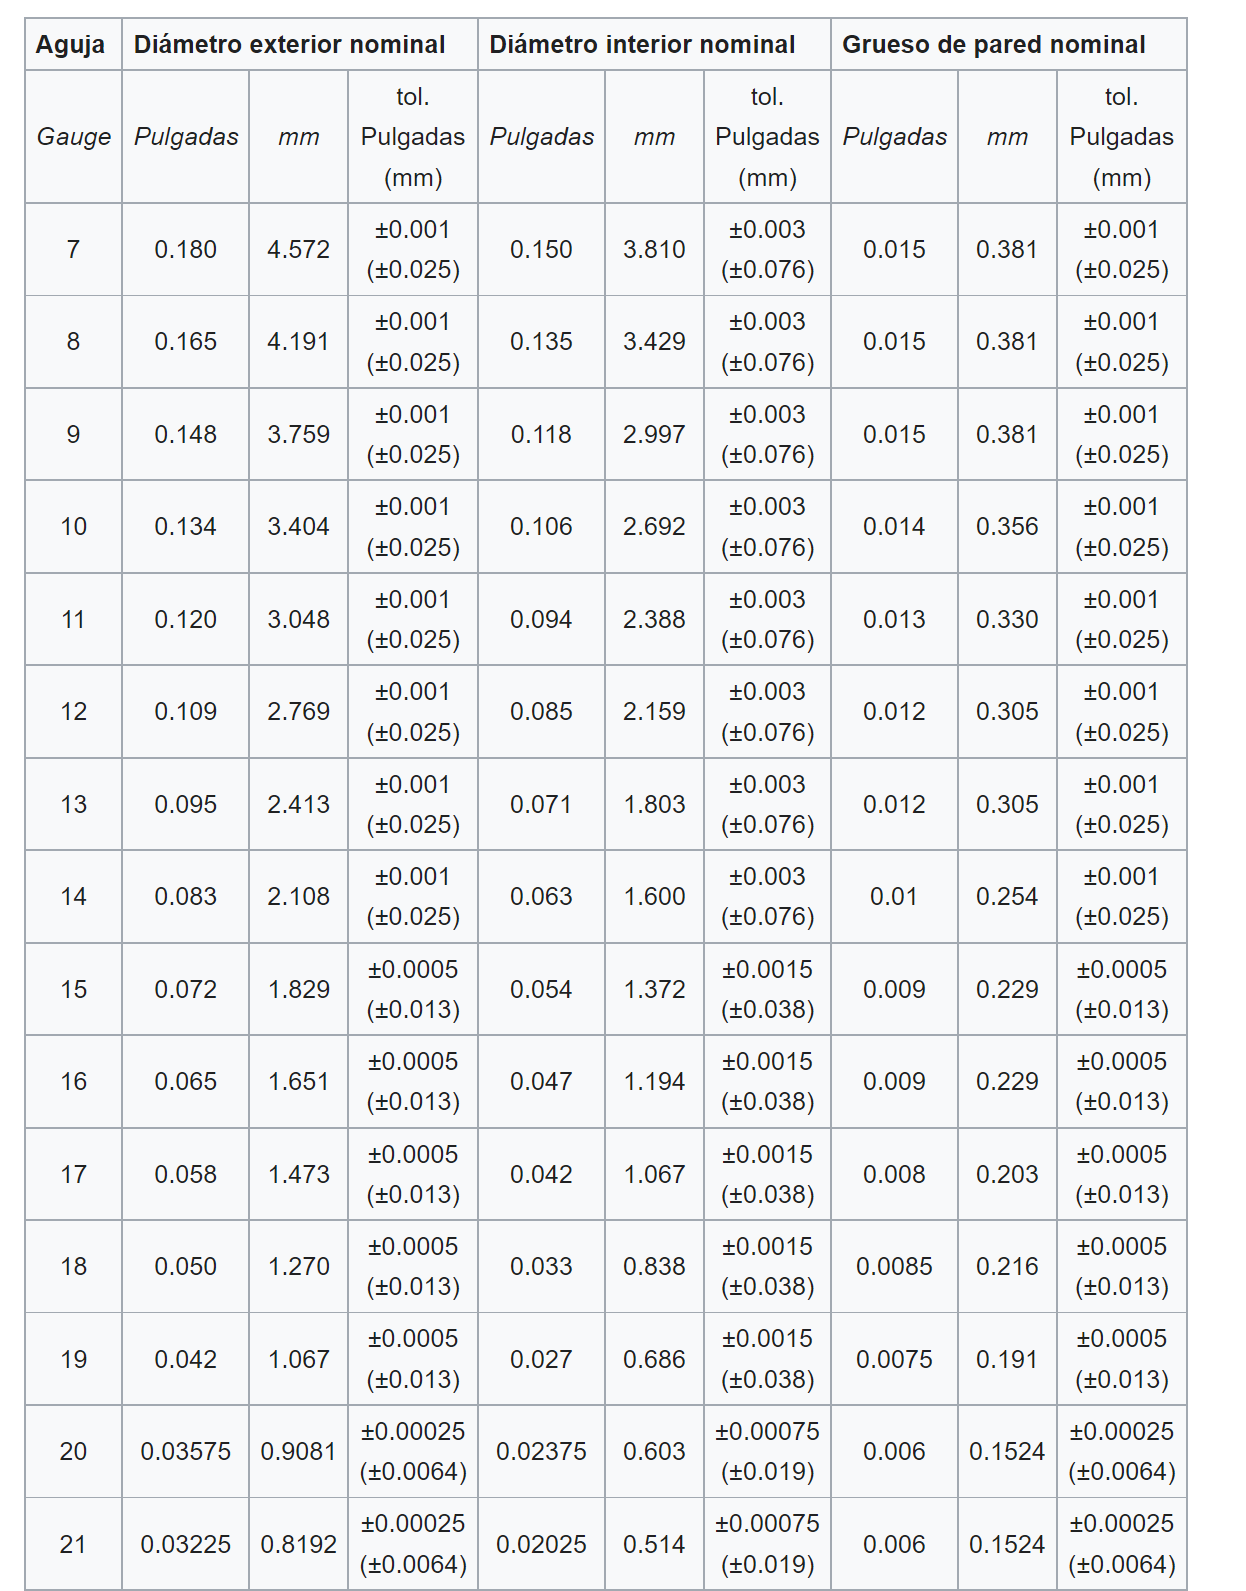 Aguja Diámetro exterior nominal Diámetro interior nominal Grueso de pared nominal
Gauge Pulgadas mm tol. Pulgadas (mm) Pulgadas mm tol. Pulgadas (mm) Pulgadas mm tol. Pulgadas (mm)
7 0.180 4.572 ±0.001 (±0.025) 0.150 3.810 ±0.003 (±0.076) 0.015 0.381 ±0.001 (±0.025)
8 0.165 4.191 ±0.001 (±0.025) 0.135 3.429 ±0.003 (±0.076) 0.015 0.381 ±0.001 (±0.025)
9 0.148 3.759 ±0.001 (±0.025) 0.118 2.997 ±0.003 (±0.076) 0.015 0.381 ±0.001 (±0.025)
10 0.134 3.404 ±0.001 (±0.025) 0.106 2.692 ±0.003 (±0.076) 0.014 0.356 ±0.001 (±0.025)
11 0.120 3.048 ±0.001 (±0.025) 0.094 2.388 ±0.003 (±0.076) 0.013 0.330 ±0.001 (±0.025)
12 0.109 2.769 ±0.001 (±0.025) 0.085 2.159 ±0.003 (±0.076) 0.012 0.305 ±0.001 (±0.025)
13 0.095 2.413 ±0.001 (±0.025) 0.071 1.803 ±0.003 (±0.076) 0.012 0.305 ±0.001 (±0.025)
14 0.083 2.108 ±0.001 (±0.025) 0.063 1.600 ±0.003 (±0.076) 0.01 0.254 ±0.001 (±0.025)
15 0.072 1.829 ±0.0005 (±0.013) 0.054 1.372 ±0.0015 (±0.038) 0.009 0.229 ±0.0005 (±0.013)
16 0.065 1.651 ±0.0005 (±0.013) 0.047 1.194 ±0.0015 (±0.038) 0.009 0.229 ±0.0005 (±0.013)
17 0.058 1.473 ±0.0005 (±0.013) 0.042 1.067 ±0.0015 (±0.038) 0.008 0.203 ±0.0005 (±0.013)
18 0.050 1.270 ±0.0005 (±0.013) 0.033 0.838 ±0.0015 (±0.038) 0.0085 0.216 ±0.0005 (±0.013)
19 0.042 1.067 ±0.0005 (±0.013) 0.027 0.686 ±0.0015 (±0.038) 0.0075 0.191 ±0.0005 (±0.013)
20 0.03575 0.9081 ±0.00025 (±0.0064) 0.02375 0.603 ±0.00075 (±0.019) 0.006 0.1524 ±0.00025 (±0.0064)
21 0.03225 0.8192 ±0.00025 (±0.0064) 0.02025 0.514 ±0.00075 (±0.019) 0.006 0.1524 ±0.00025 (±0.0064)